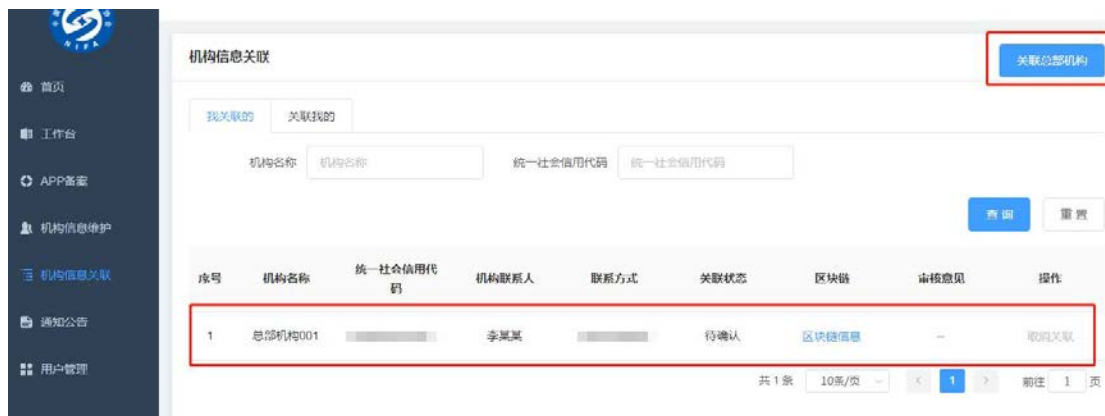 NIFA
首页
工作台
APP备案
机构信息维护
机构信息关联
通知公告
用户管理
机构信息关联
关联总部机构
我关联的 关联我的
机构名称 机构名称 统一社会信用代码 统一社会信用代码
查询 重置
序号 机构名称 统一社会信用代码 机构联系人 联系方式 关联状态 区块链 审核意见 操作
1 总部机构001 李某某 待确认 区块链信息 -- 取消关联
共1条 10条/页 < 1 > 前往 1 页